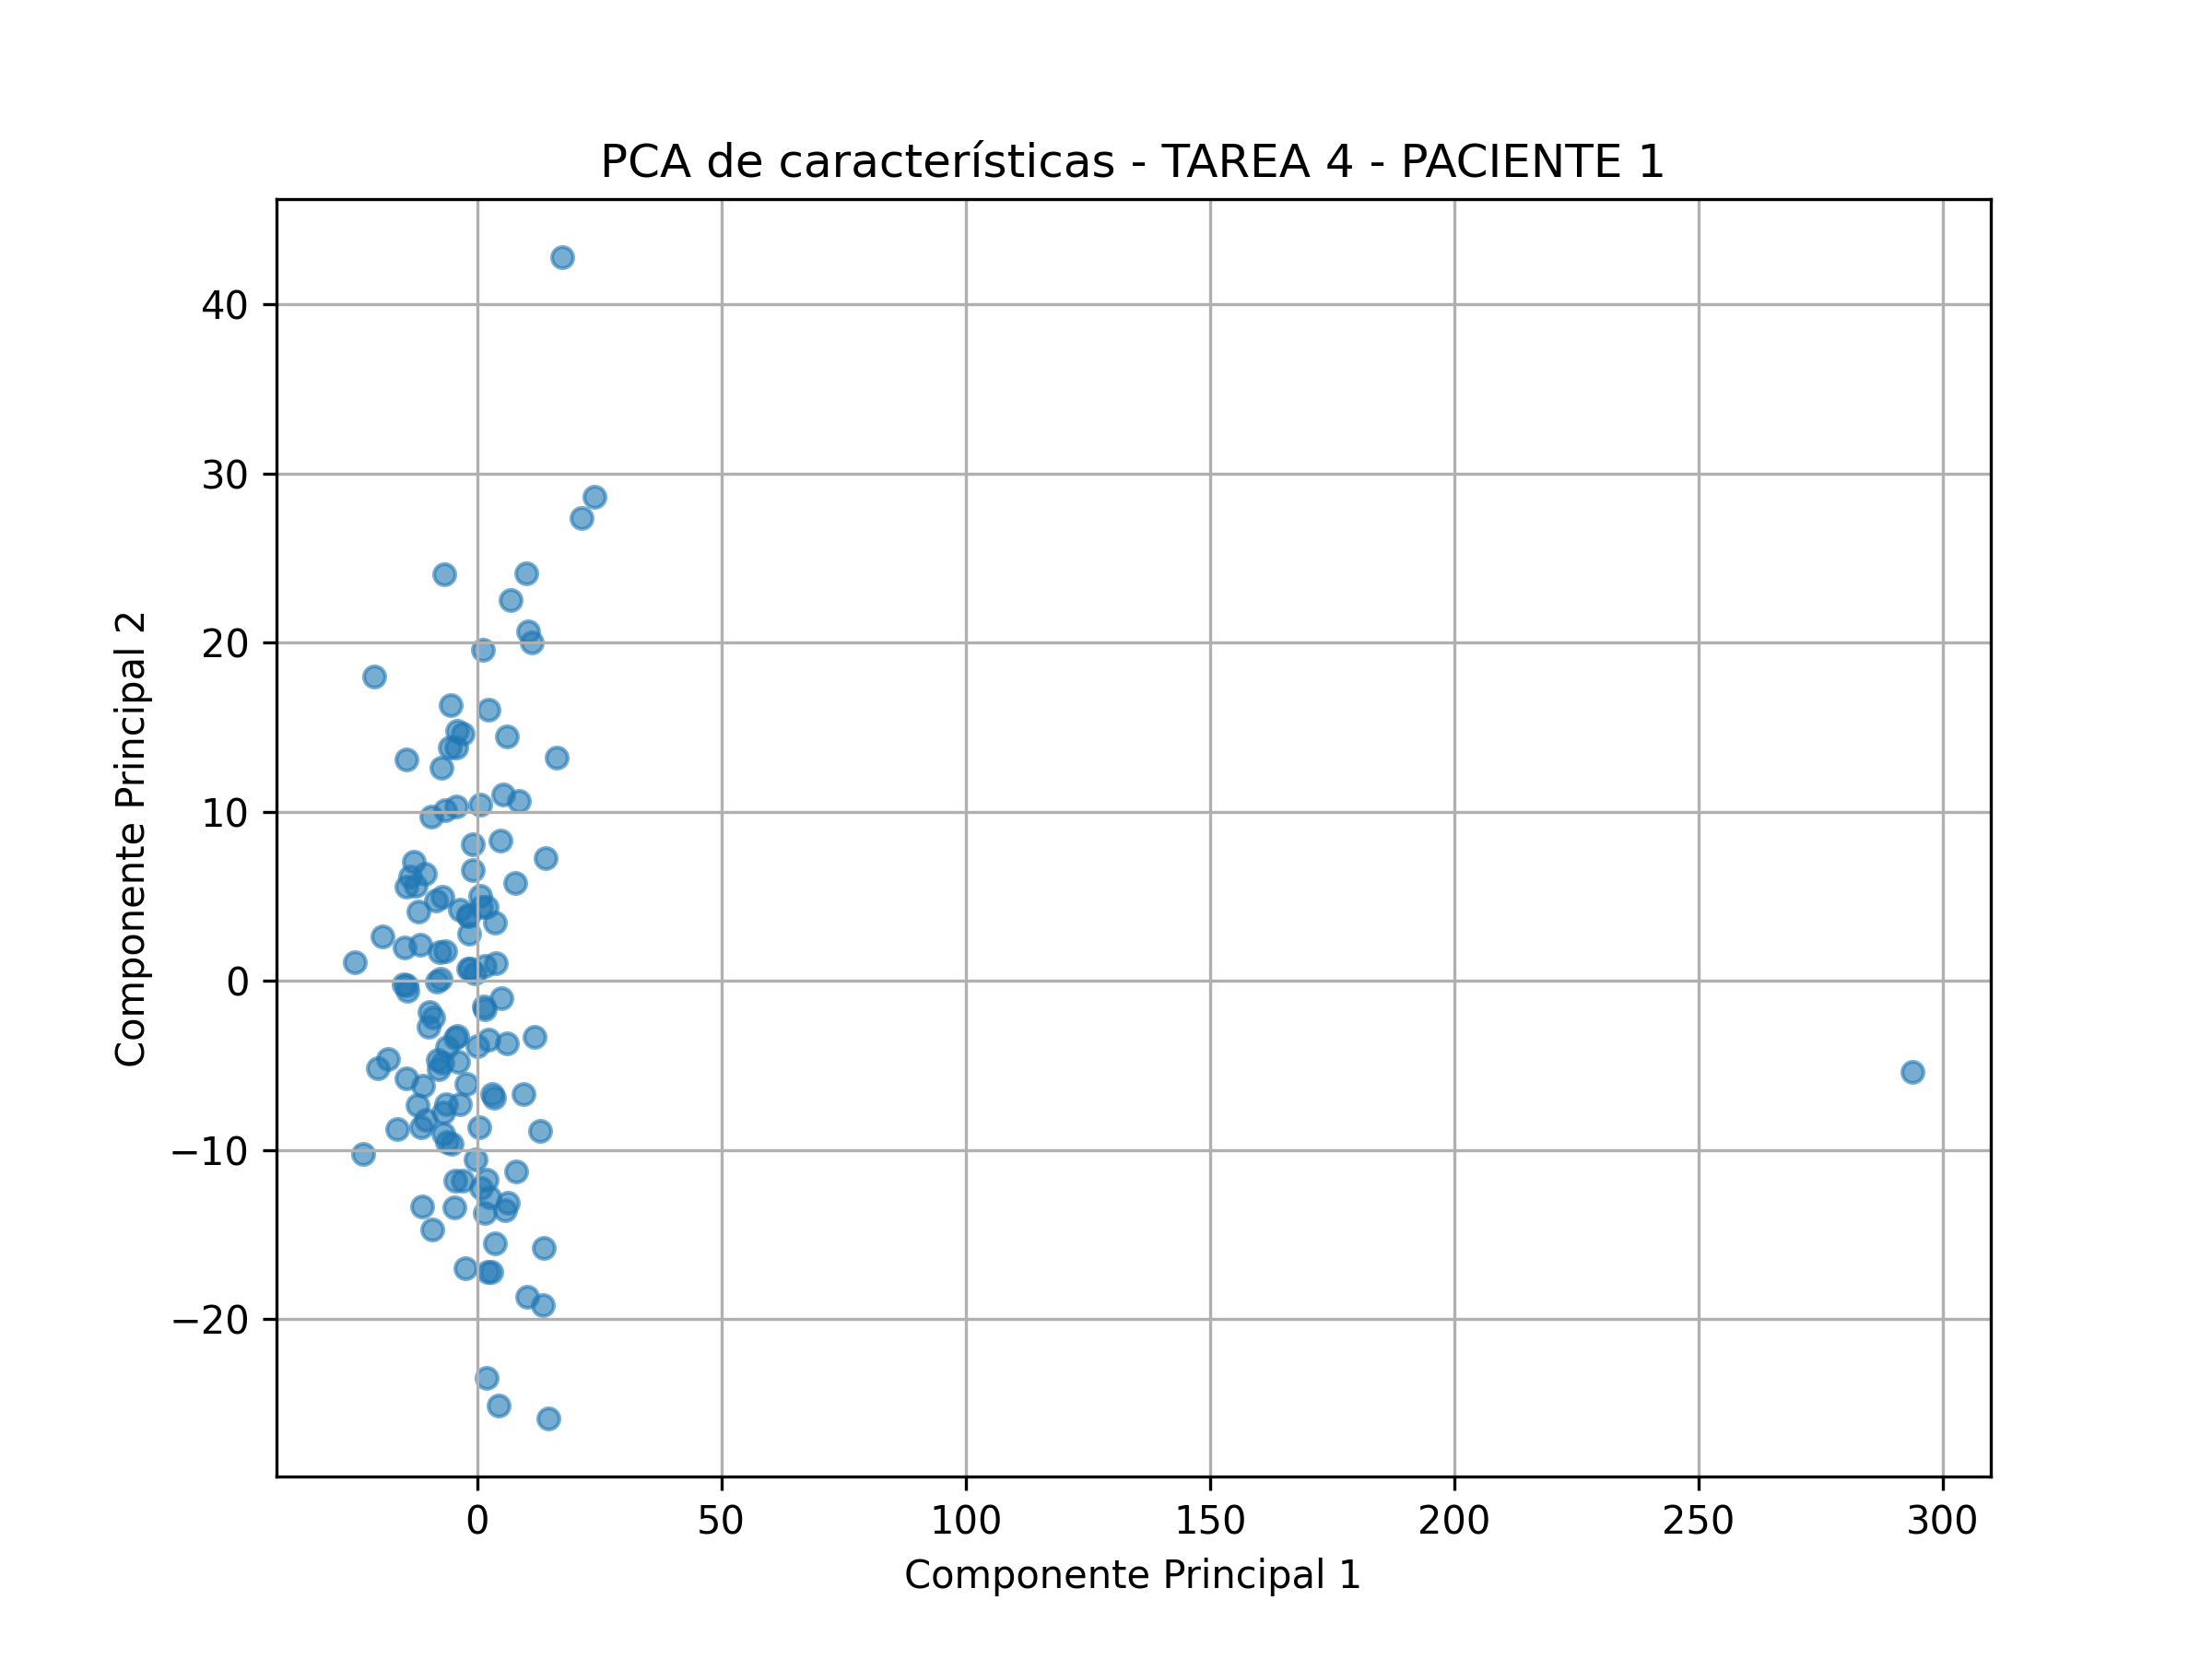 PCA de características - TAREA 4 - PACIENTE 1
Componente Principal 2
40
30
20
10
0
−10
−20
0 50 100 150 200 250 300
Componente Principal 1